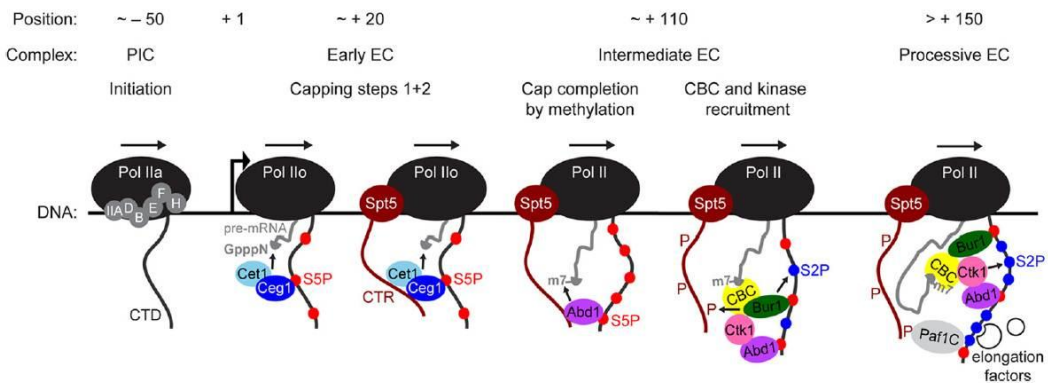 Position: ~ – 50 + 1 ~ + 20 ~ + 110 > + 150
Complex: PIC Early EC Intermediate EC Processive EC
Initiation Capping steps 1+2 Cap completion by methylation CBC and kinase recruitment
DNA:
Pol IIa
IIA D B E F H
CTD
Pol IIo
pre-mRNA
GpppN
Cet1
Ceg1
S5P
Pol IIo
Spt5
Cet1
Ceg1
S5P
CTR
Pol II
Spt5
m7
Abd1
S5P
Pol II
Spt5
P
P
P
m7
CBC
Bur1
Ctk1
Abd1
S2P
Pol II
Spt5
P
P
P
Bur1
CBC
m7
Ctk1
S2P
Abd1
Paf1C
elongation
factors